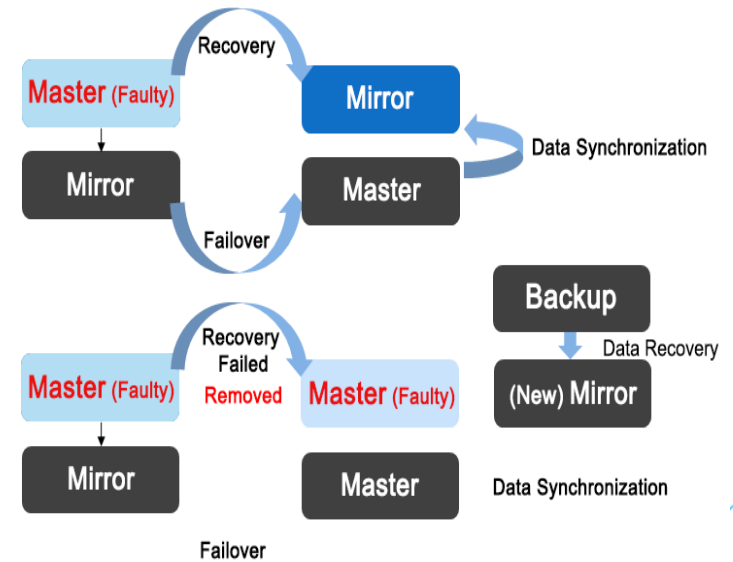 Recovery
Master (Faulty)
Mirror
Data Synchronization
Mirror
Master
Failover
Backup
Recovery
Failed
Removed
Data Recovery
Master (Faulty)
Master (Faulty)
(New) Mirror
Mirror
Master
Data Synchronization
Failover